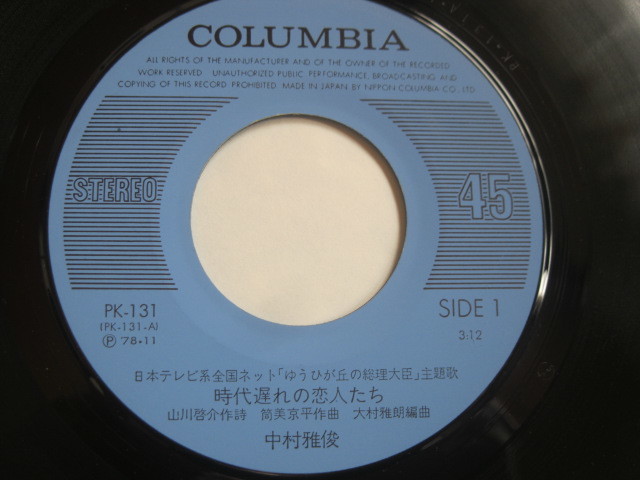 COLUMBIA
ALL RIGHTS OF THE MANUFACTURER AND OF THE OWNER OF THE RECORDED
WORK RESERVED. UNAUTHORIZED PUBLIC PERFORMANCE, BROADCASTING AND
COPYING OF THIS RECORD PROHIBITED. MADE IN JAPAN BY NIPPON COLUMBIA CO., LTD.
STEREO 45
PK-131 SIDE 1
(PK-131-A) 3:12
Ⓟ 78·11
日本テレビ系全国ネット「ゆうひが丘の総理大臣」主題歌
時代遅れの恋人たち
山川啓介作詩 筒美京平作曲 大村雅朗編曲
中村雅俊